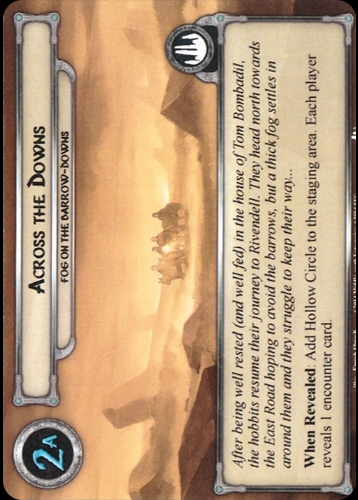 2A
ACROSS THE DOWNS
FOG ON THE BARROW-DOWNS
After being well rested (and well fed) in the house of Tom Bombadil,
the hobbits resume their journey to Rivendell. They head north towards
the East Road hoping to avoid the barrows, but a thick fog settles in
around them and they struggle to keep their way...
When Revealed: Add Hollow Circle to the staging area. Each player
reveals 1 encounter card.